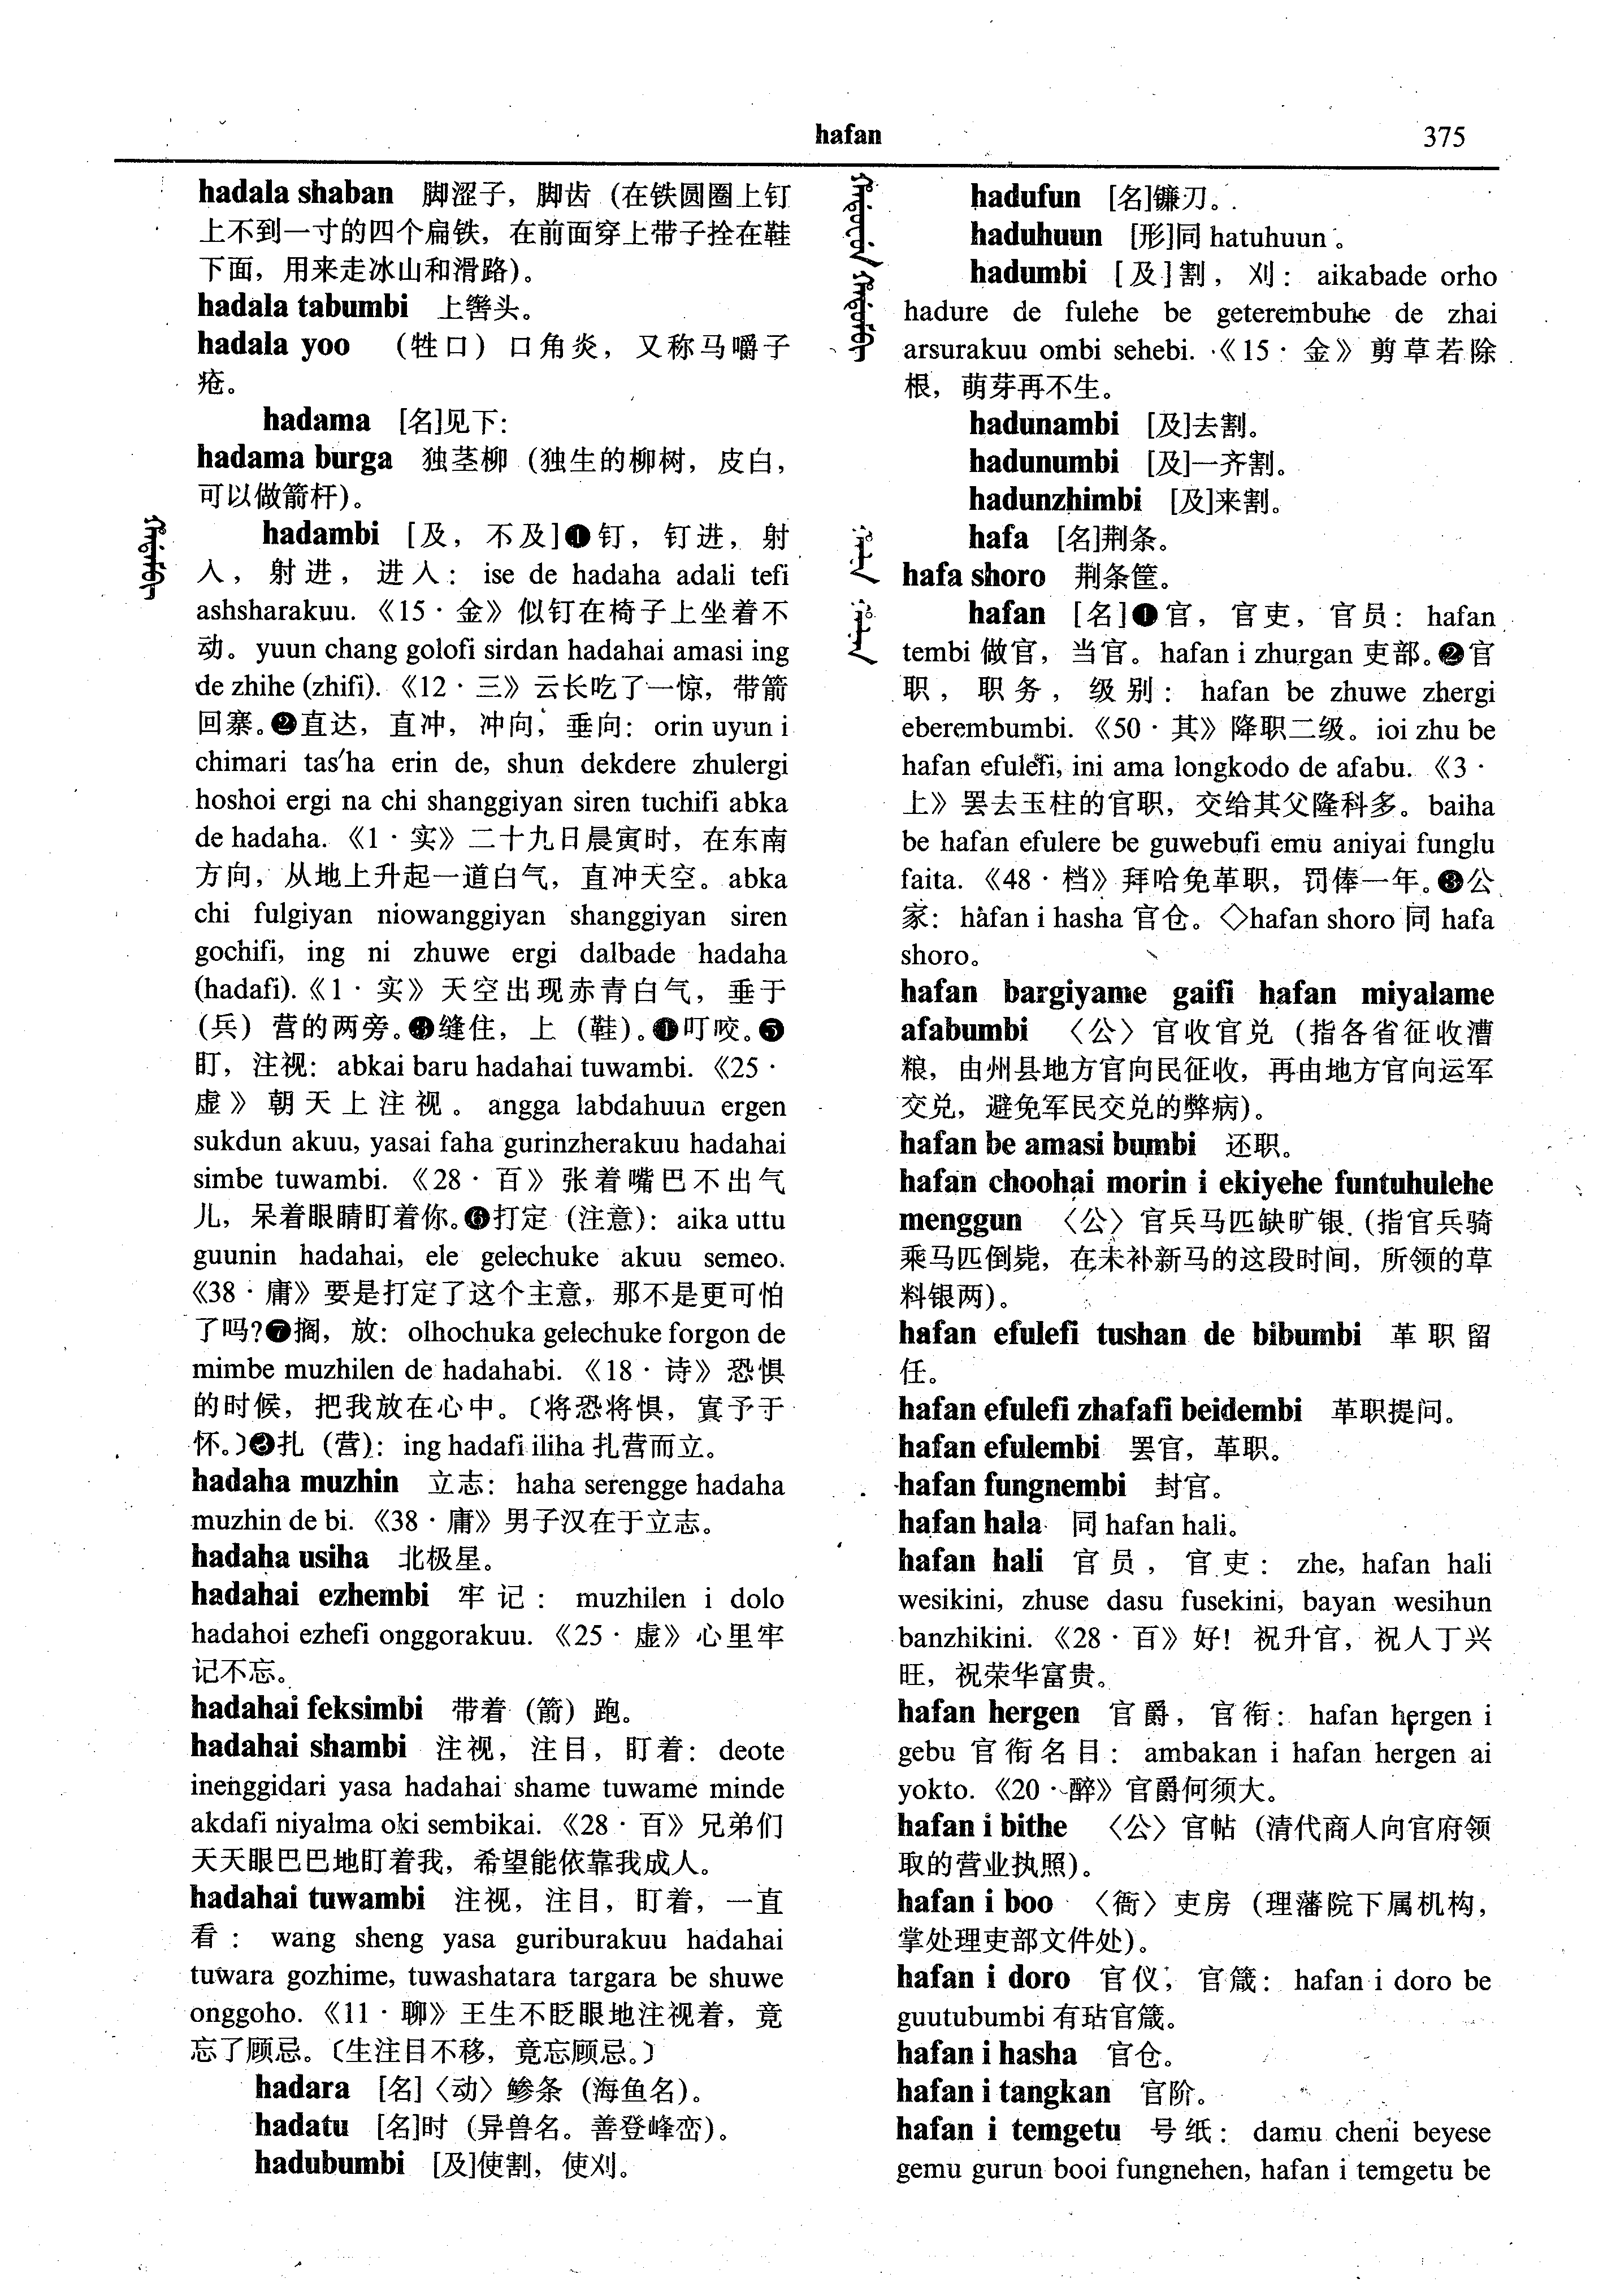 hafan
375
hadala shaban 脚涩子，脚齿（在铁圆圈上钉
上不到一寸的四个扁铁，在前面穿上带子拴在鞋
下面，用来走冰山和滑路）。
hadala tabumbi 上辔头。
hadala yoo （牲口）口角炎，又称马嚼子
疮。
hadama [名]见下：
hadama burga 独茎柳（独生的柳树，皮白，
可以做箭杆）。
hadambi [及，不及]❶钉，钉进，射
入，射进，进入： ise de hadaha adali tefi
ashsharakuu.《15·金》似钉在椅子上坐着不
动。yuun chang golofi sirdan hadahai amasi ing
de zhihe (zhifi).《12·三》云长吃了一惊，带箭
回寨。❷直达，直冲，冲向，垂向： orin uyun i
chimari tas'ha erin de, shun dekdere zhulergi
hoshoi ergi na chi shanggiyan siren tuchifi abka
de hadaha.《1·实》二十九日晨寅时，在东南
方向，从地上升起一道白气，直冲天空。abka
chi fulgiyan niowanggiyan shanggiyan siren
gochifi, ing ni zhuwe ergi dalbade hadaha
(hadafi).《1·实》天空出现赤青白气，垂于
（兵）营的两旁。❸缝住，上（鞋）。❹叮咬。❺
盯，注视：abkai baru hadahai tuwambi.《25·
虚》朝天上注视。angga labdahuun ergen
sukdun akuu, yasai faha gurinzherakuu hadahai
simbe tuwambi.《28·百》张着嘴巴不出气
儿，呆着眼睛盯着你。❻打定（注意）：aika uttu
guunin hadahai, ele gelechuke akuu semeo.
《38·庸》要是打定了这个主意，那不是更可怕
了吗？❼搁，放：olhochuka gelechuke forgon de
mimbe muzhilen de hadahabi.《18·诗》恐惧
的时候，把我放在心中。〔将恐将惧，寘予于
怀。〕❽扎（营）：ing hadafi iliha 扎营而立。
hadaha muzhin 立志：haha serengge hadaha
muzhin de bi.《38·庸》男子汉在于立志。
hadaha usiha 北极星。
hadahai ezhembi 牢记：muzhilen i dolo
hadahoi ezhefi onggorakuu.《25·虚》心里牢
记不忘。
hadahai feksimbi 带着（箭）跑。
hadahai shambi 注视，注目，盯着：deote
inenggidari yasa hadahai shame tuwame minde
akdafi niyalma oki sembikai.《28·百》兄弟们
天天眼巴巴地盯着我，希望能依靠我成人。
hadahai tuwambi 注视，注目，盯着，一直
看：wang sheng yasa guriburakuu hadahai
tuwara gozhime, tuwashatara targara be shuwe
onggoho.《11·聊》王生不眨眼地注视着，竟
忘了顾忌。〔生注目不移，竟忘顾忌。〕
hadara [名]〈动〉鯵条（海鱼名）。
hadatu [名]时（异兽名。善登峰峦）。
hadubumbi [及]使割，使刈。
hadufun [名]镰刀。
haduhuun [形]同 hatuhuun。
hadumbi [及]割，刈：aikabade orho
hadure de fulehe be geterembuhe de zhai
arsurakuu ombi sehebi.《15·金》剪草若除
根，萌芽再不生。
hadunambi [及]去割。
hadunumbi [及]一齐割。
hadunzhimbi [及]来割。
hafa [名]荆条。
hafa shoro 荆条筐。
hafan [名]❶官，官吏，官员：hafan
tembi 做官，当官。hafan i zhurgan 吏部。❷官
职，职务，级别：hafan be zhuwe zhergi
eberembumbi.《50·其》降职二级。ioi zhu be
hafan efulefi, ini ama longkodo de afabu.《3·
上》罢去玉柱的官职，交给其父隆科多。baiha
be hafan efulere be guwebufi emu aniyai funglu
faita.《48·档》拜哈免革职，罚俸一年。❸公
家：hafan i hasha 官仓。◇hafan shoro 同 hafa
shoro。
hafan bargiyame gaifi hafan miyalame
afabumbi 〈公〉官收官兑（指各省征收漕
粮，由州县地方官向民征收，再由地方官向运军
交兑，避免军民交兑的弊病）。
hafan be amasi bumbi 还职。
hafan choohai morin i ekiyehe funtuhulehe
menggun 〈公〉官兵马匹缺旷银（指官兵骑
乘马匹倒毙，在未补新马的这段时间，所领的草
料银两）。
hafan efulefi tushan de bibumbi 革职留
任。
hafan efulefi zhafafi beidembi 革职提问。
hafan efulembi 罢官，革职。
hafan fungnembi 封官。
hafan hala 同 hafan hali。
hafan hali 官员，官吏：zhe, hafan hali
wesikini, zhuse dasu fusekini, bayan wesihun
banzhikini.《28·百》好！祝升官，祝人丁兴
旺，祝荣华富贵。
hafan hergen 官爵，官衔：hafan hergen i
gebu 官衔名目：ambakan i hafan hergen ai
yokto.《20·醉》官爵何须大。
hafan i bithe 〈公〉官帖（清代商人向官府领
取的营业执照）。
hafan i boo 〈衙〉吏房（理藩院下属机构，
掌处理吏部文件处）。
hafan i doro 官仪，官箴：hafan i doro be
guutubumbi 有玷官箴。
hafan i hasha 官仓。
hafan i tangkan 官阶。
hafan i temgetu 号纸：damu cheni beyese
gemu gurun booi fungnehen, hafan i temgetu be